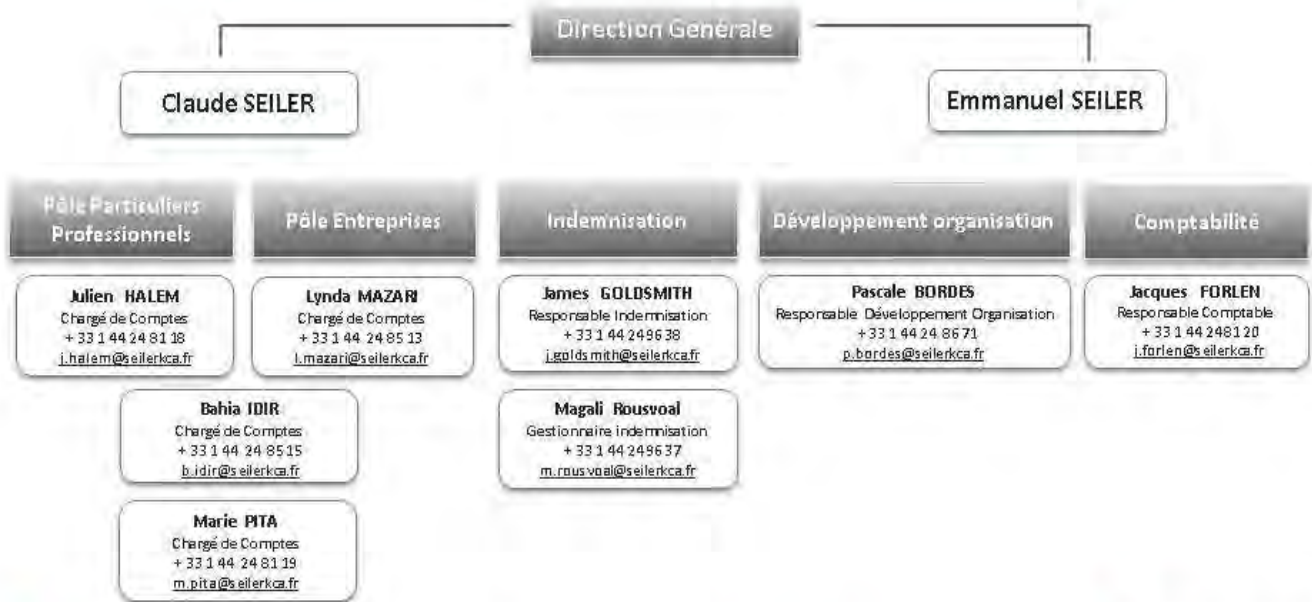 Direction Générale
Claude SEILER
Emmanuel SEILER
Pôle Particuliers
Professionnels
Julien HALEM
Chargé de Comptes
+ 33 1 44 24 81 18
j.halem@seilerkca.fr
Pôle Entreprises
Lynda MAZARI
Chargé de Comptes
+ 33 1 44 24 85 13
l.mazari@seilerkca.fr
Bahia IDIR
Chargé de Comptes
+ 33 1 44 24 85 15
b.idir@seilerkca.fr
Marie PITA
Chargé de Comptes
+ 33 1 44 24 81 19
m.pita@seilerkca.fr
Indemnisation
James GOLDSMITH
Responsable Indemnisation
+ 33 1 44 24 96 38
j.goldsmith@seilerkca.fr
Magali Rousvoal
Gestionnaire indemnisation
+ 33 1 44 24 96 37
m.rousvoal@seilerkca.fr
Développement organisation
Pascale BORDES
Responsable Développement Organisation
+ 33 1 44 24 86 71
p.bordes@seilerkca.fr
Comptabilité
Jacques FORLEN
Responsable Comptable
+ 33 1 44 24 81 20
j.forlen@seilerkca.fr